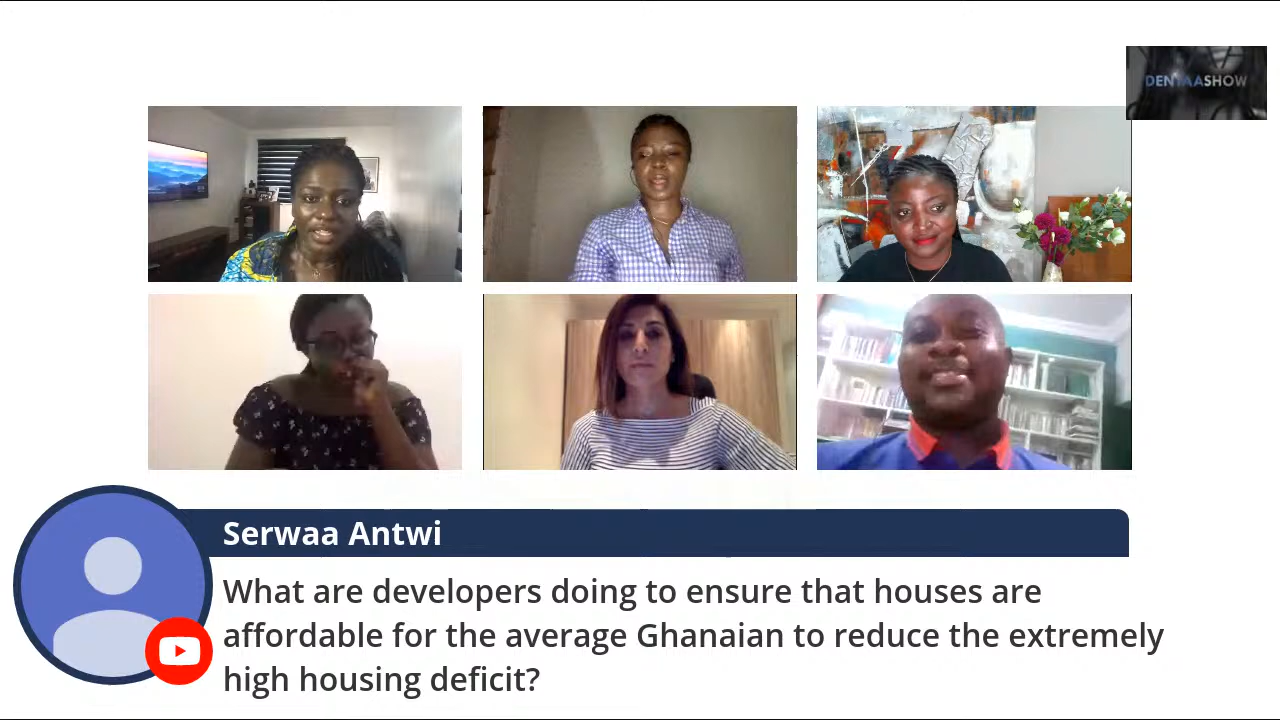 DENTAASHOW
Serwaa Antwi
What are developers doing to ensure that houses are
affordable for the average Ghanaian to reduce the extremely
high housing deficit?